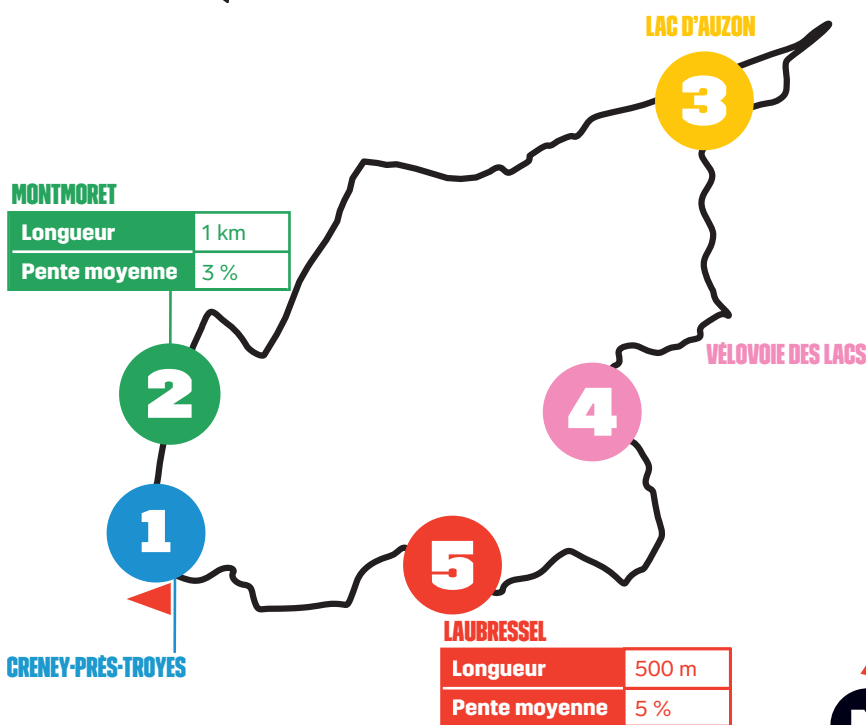 LAC D'AUZON
3
MONTMORET
Longueur 1 km
Pente moyenne 3 %
VÉLOVOIE DES LACS
2
4
1
5
CRENEY-PRÈS-TROYES
LAUBRESSEL
Longueur 500 m
Pente moyenne 5 %